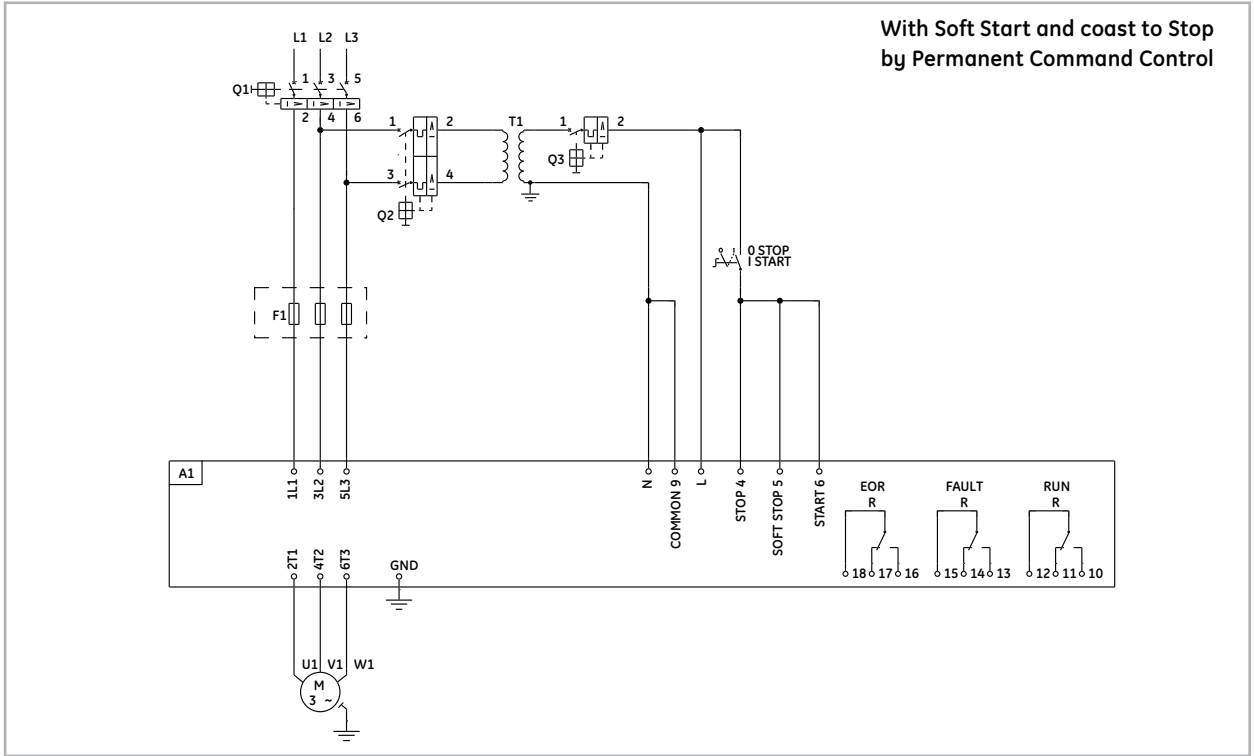 With Soft Start and coast to Stop
by Permanent Command Control
L1 L2 L3
Q1 1 3 5
2 4 6
1 2 T1 1 2
Q3
3 4
Q2
0 STOP
I START
F1
A1
1L1 3L2 5L3 N COMMON 9 L STOP 4 SOFT STOP 5 START 6
EOR FAULT RUN
R R R
18 17 16 15 14 13 12 11 10
2T1 4T2 6T3 GND
U1 V1 W1
M
3 ~